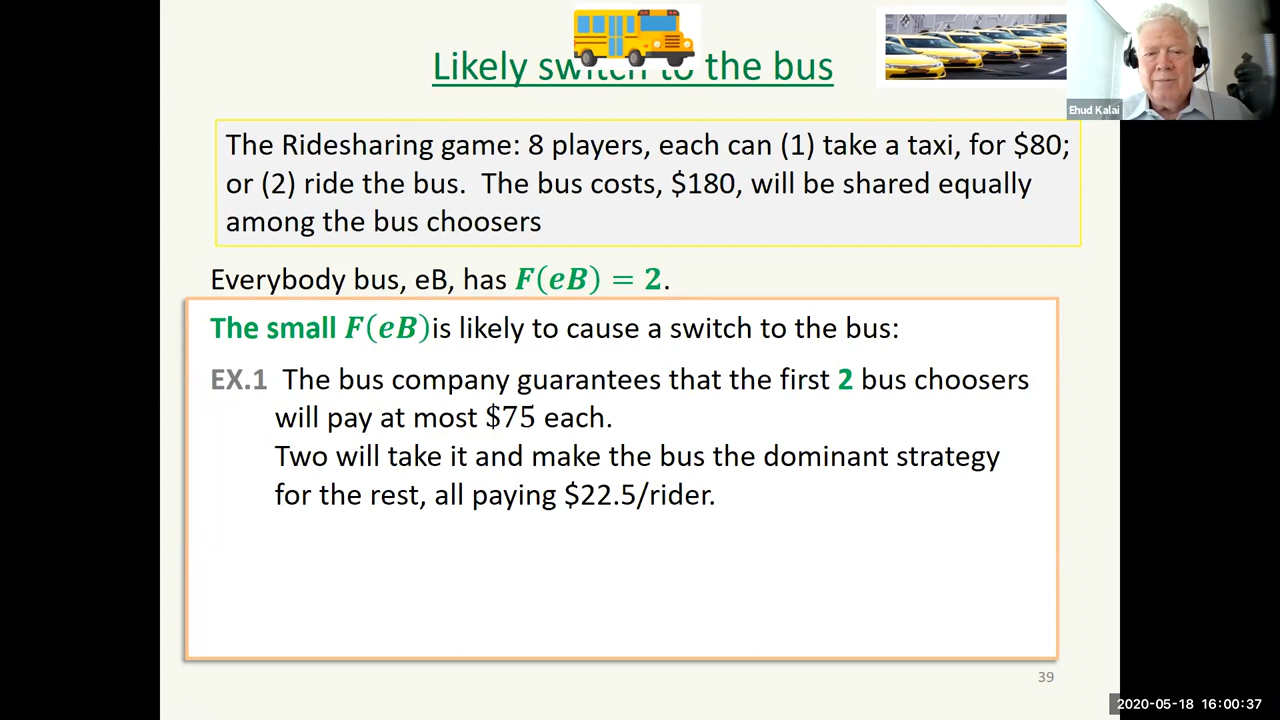 Likely switch to the bus
Ehud Kalai
The Ridesharing game: 8 players, each can (1) take a taxi, for $80;
or (2) ride the bus. The bus costs, $180, will be shared equally
among the bus choosers
Everybody bus, eB, has F(eB) = 2.
The small F(eB)is likely to cause a switch to the bus:
EX.1 The bus company guarantees that the first 2 bus choosers
will pay at most $75 each.
Two will take it and make the bus the dominant strategy
for the rest, all paying $22.5/rider.
39
2020-05-18 16:00:37